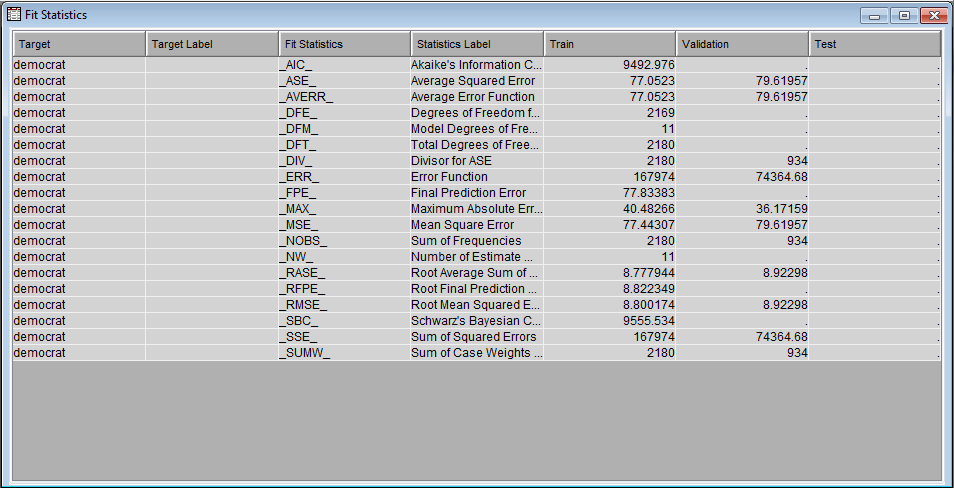 Fit Statistics
Target Target Label Fit Statistics Statistics Label Train Validation Test
democrat _AIC_ Akaike's Information C... 9492.976 . .
democrat _ASE_ Average Squared Error 77.0523 79.61957 .
democrat _AVERR_ Average Error Function 77.0523 79.61957 .
democrat _DFE_ Degrees of Freedom f... 2169 . .
democrat _DFM_ Model Degrees of Fre... 11 . .
democrat _DFT_ Total Degrees of Free... 2180 . .
democrat _DIV_ Divisor for ASE 2180 934 .
democrat _ERR_ Error Function 167974 74364.68 .
democrat _FPE_ Final Prediction Error 77.83383 . .
democrat _MAX_ Maximum Absolute Err... 40.48266 36.17159 .
democrat _MSE_ Mean Square Error 77.44307 79.61957 .
democrat _NOBS_ Sum of Frequencies 2180 934 .
democrat _NW_ Number of Estimate ... 11 . .
democrat _RASE_ Root Average Sum of ... 8.777944 8.92298 .
democrat _RFPE_ Root Final Prediction ... 8.822349 . .
democrat _RMSE_ Root Mean Squared E... 8.800174 8.92298 .
democrat _SBC_ Schwarz's Bayesian C... 9555.534 . .
democrat _SSE_ Sum of Squared Errors 167974 74364.68 .
democrat _SUMW_ Sum of Case Weights ... 2180 934 .